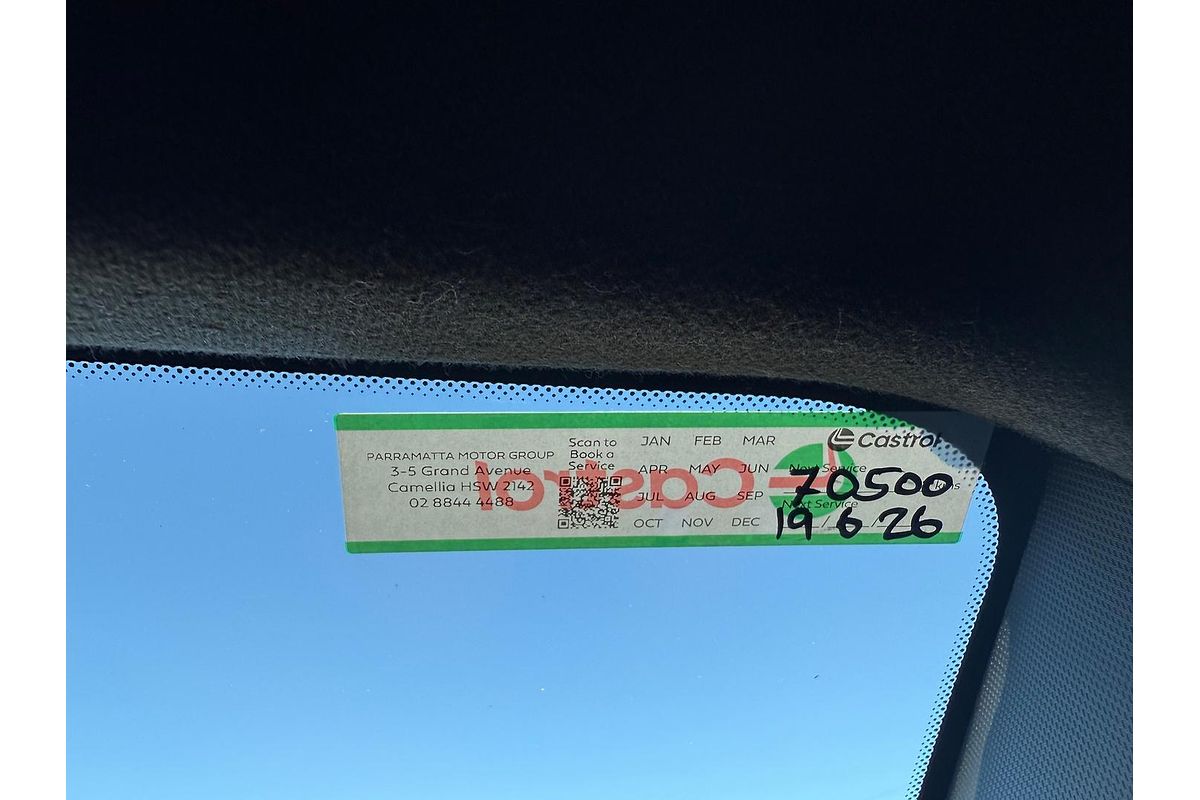 PARRAMATTA MOTOR GROUP
3-5 Grand Avenue
Camellia HSW 2142
02 8844 4488
Scan to
Book a
Service
JAN FEB MAR
APR MAY JUN
JUL AUG SEP
OCT NOV DEC
Castrol
Next Service
70500 kms
Next Service
19/6/26
Castrol